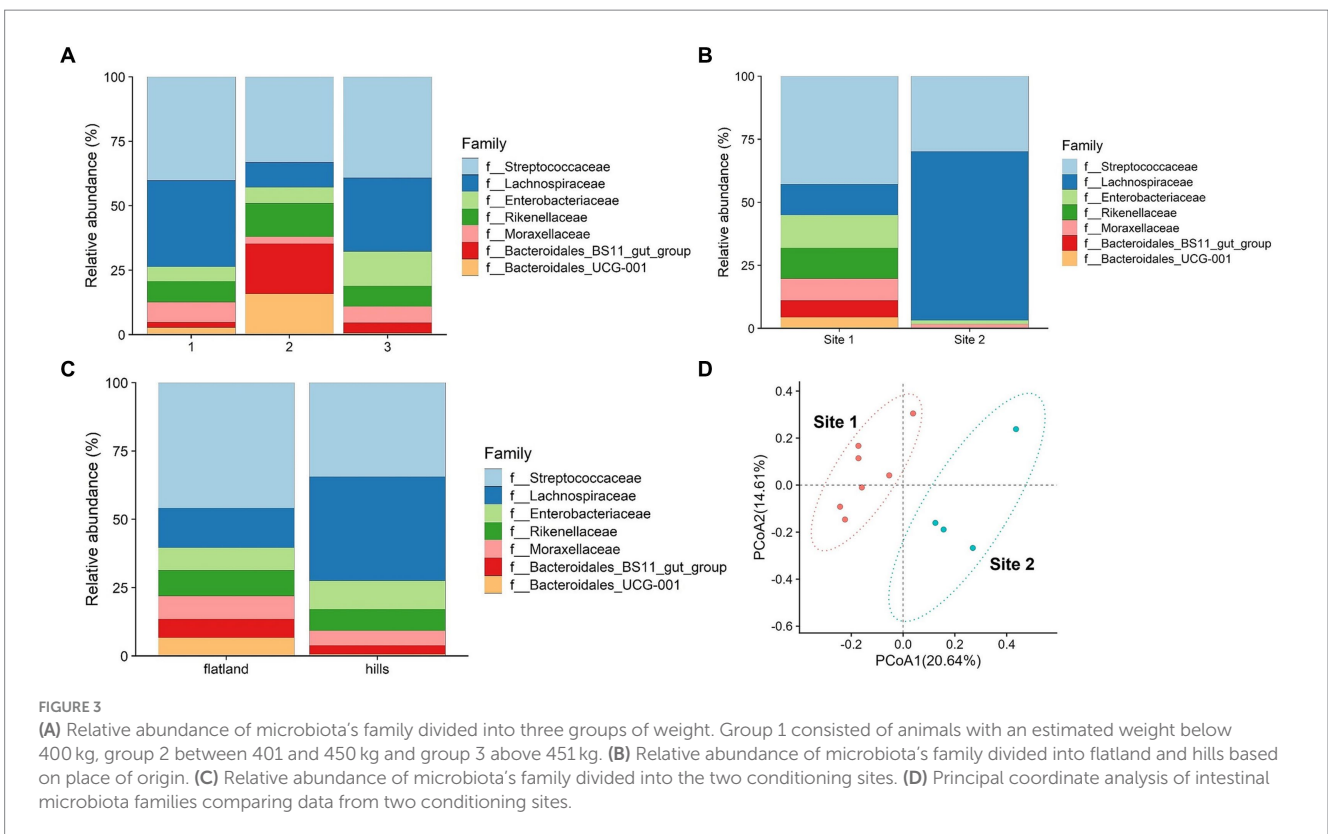 A
Relative abundance (%)
100
75
50
25
0
1 2 3
Family
f__Streptococcaceae
f__Lachnospiraceae
f__Enterobacteriaceae
f__Rikenellaceae
f__Moraxellaceae
f__Bacteroidales_BS11_gut_group
f__Bacteroidales_UCG-001
B
Relative abundance (%)
100
75
50
25
0
Site 1 Site 2
Family
f__Streptococcaceae
f__Lachnospiraceae
f__Enterobacteriaceae
f__Rikenellaceae
f__Moraxellaceae
f__Bacteroidales_BS11_gut_group
f__Bacteroidales_UCG-001
C
Relative abundance (%)
100
75
50
25
0
flatland hills
Family
f__Streptococcaceae
f__Lachnospiraceae
f__Enterobacteriaceae
f__Rikenellaceae
f__Moraxellaceae
f__Bacteroidales_BS11_gut_group
f__Bacteroidales_UCG-001
D
PCoA2(14.61%)
0.4
0.2
0.0
-0.2
-0.4
-0.6
Site 1
Site 2
-0.2 0.0 0.2 0.4
PCoA1(20.64%)
FIGURE 3
(A) Relative abundance of microbiota's family divided into three groups of weight. Group 1 consisted of animals with an estimated weight below
400 kg, group 2 between 401 and 450 kg and group 3 above 451 kg. (B) Relative abundance of microbiota's family divided into flatland and hills based
on place of origin. (C) Relative abundance of microbiota's family divided into the two conditioning sites. (D) Principal coordinate analysis of intestinal
microbiota families comparing data from two conditioning sites.